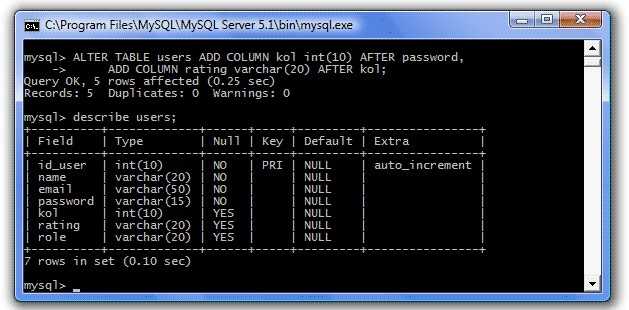 C:\Program Files\MySQL\MySQL Server 5.1\bin\mysql.exe
mysql> ALTER TABLE users ADD COLUMN kol int(10) AFTER password,
    ->      ADD COLUMN rating varchar(20) AFTER kol;
Query OK, 5 rows affected (0.25 sec)
Records: 5  Duplicates: 0  Warnings: 0
mysql> describe users;
+----------+-------------+------+-----+---------+----------------+
| Field    | Type        | Null | Key | Default | Extra          |
+----------+-------------+------+-----+---------+----------------+
| id_user  | int(10)     | NO   | PRI | NULL    | auto_increment |
| name     | varchar(20) | NO   |     | NULL    |                |
| email    | varchar(50) | NO   |     | NULL    |                |
| password | varchar(15) | NO   |     | NULL    |                |
| kol      | int(10)     | YES  |     | NULL    |                |
| rating   | varchar(20) | YES  |     | NULL    |                |
| role     | varchar(20) | YES  |     | NULL    |                |
+----------+-------------+------+-----+---------+----------------+
7 rows in set (0.10 sec)
mysql> _